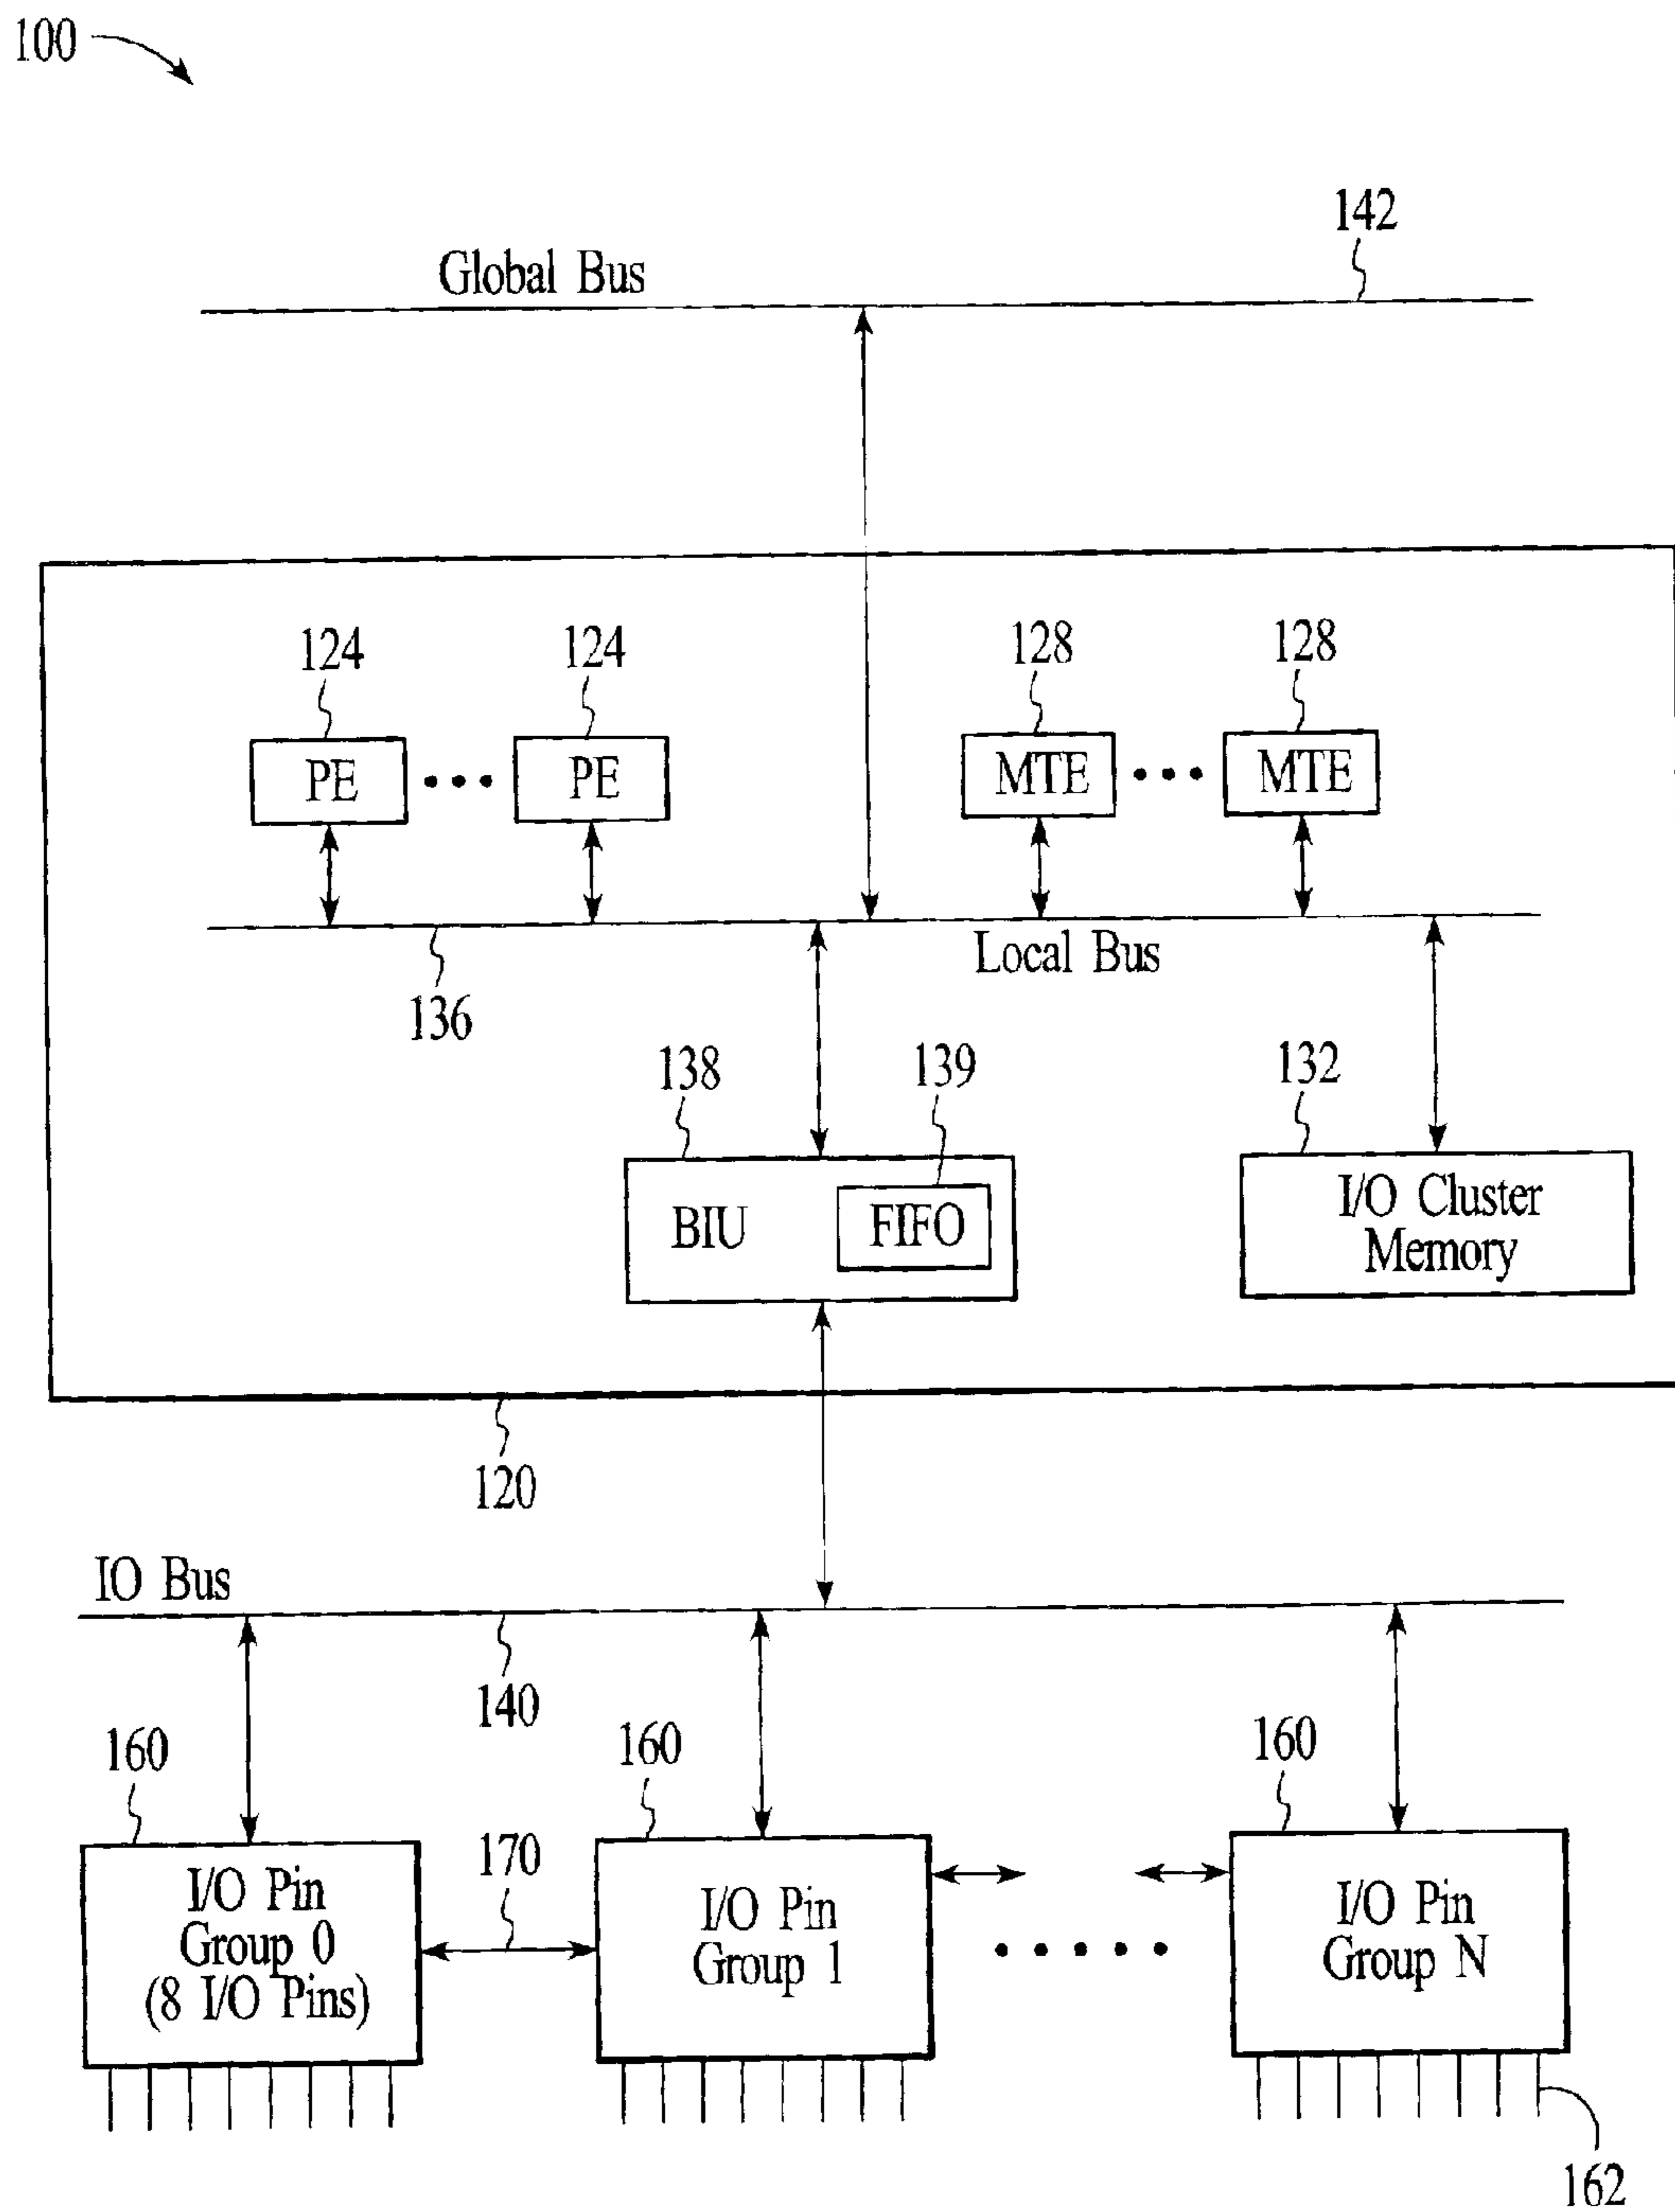 100
142
Global Bus
124 124 128 128
PE PE MTE MTE
Local Bus
136
138 139 132
BIU FIFO I/O Cluster
Memory
120
IO Bus
140
160 160 160
170
I/O Pin
Group 0
(8 I/O Pins)
I/O Pin
Group 1
I/O Pin
Group N
162